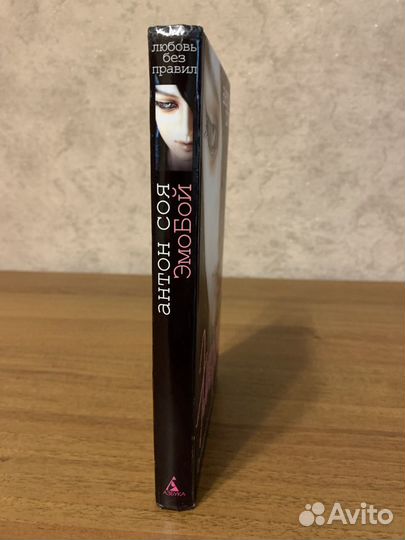 любовь
без
правил
антон соя
эмобой
АЗБУКА
Avito